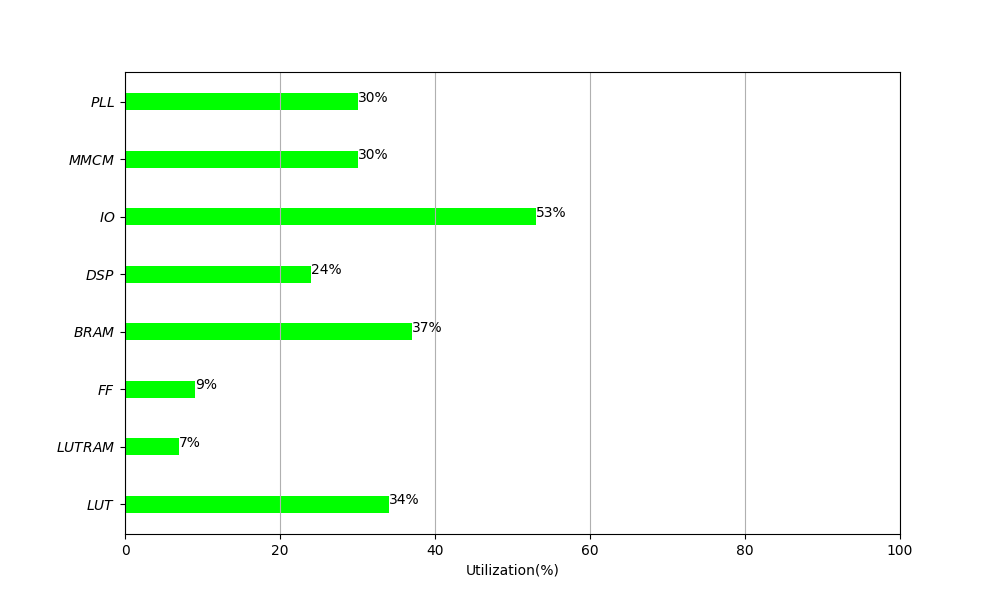 PLL 30%
MMCM 30%
IO 53%
DSP 24%
BRAM 37%
FF 9%
LUTRAM 7%
LUT 34%
0 20 40 60 80 100
Utilization(%)